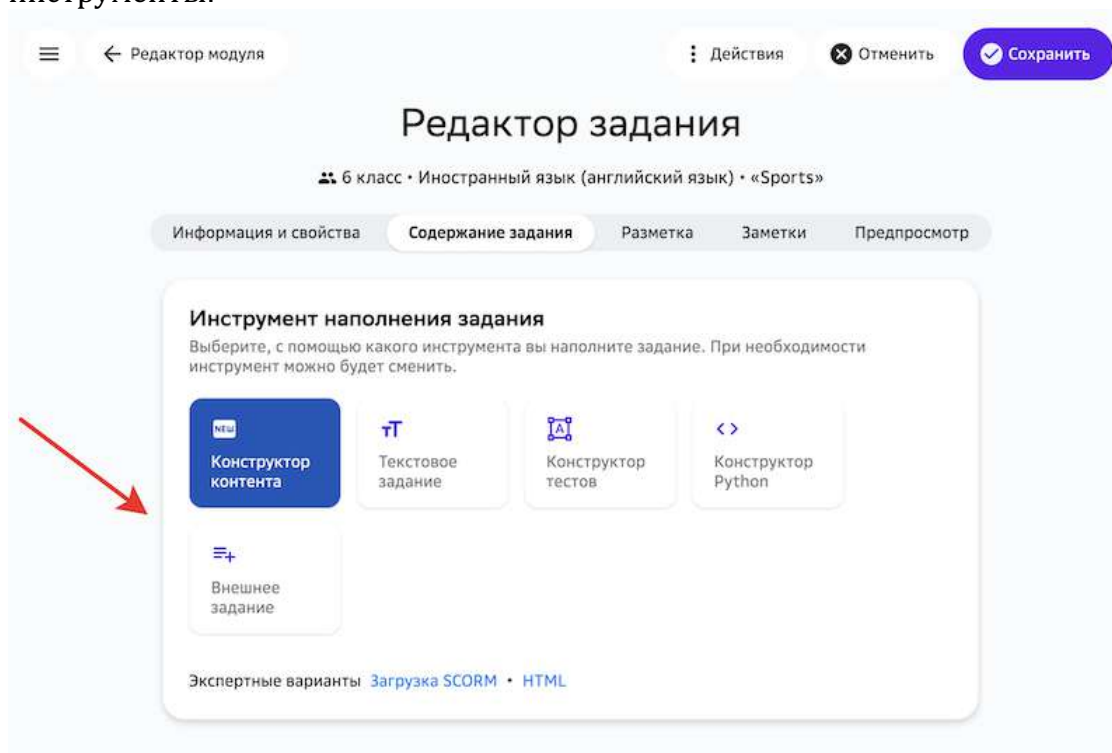 инструменты.
Редактор модуля
Действия
Отменить
Сохранить
Редактор задания
6 класс • Иностранный язык (английский язык) • «Sports»
Информация и свойства
Содержание задания
Разметка
Заметки
Предпросмотр
Инструмент наполнения задания
Выберите, с помощью какого инструмента вы наполните задание. При необходимости
инструмент можно будет сменить.
NEW
Конструктор
контента
тТ
Текстовое
задание
A
Конструктор
тестов
Конструктор
Python
Внешнее
задание
Экспертные варианты Загрузка SCORM • HTML